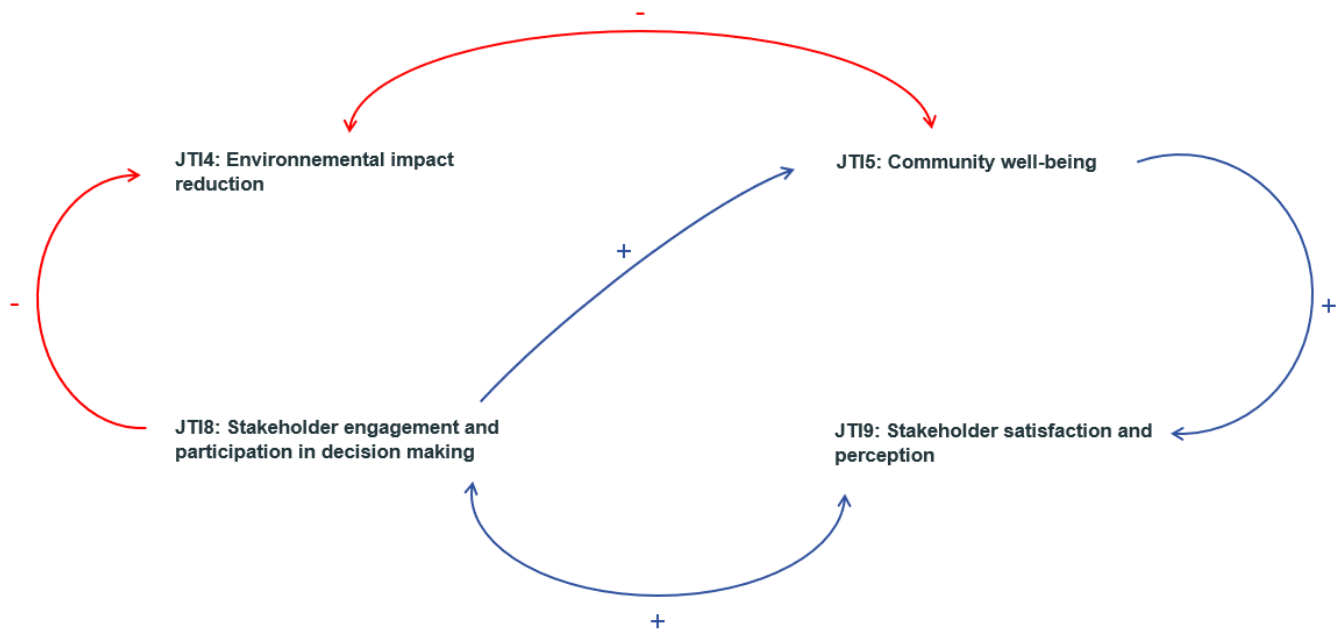 -
JTI4: Environnemental impact
reduction
JTI5: Community well-being
+
-
+
JTI8: Stakeholder engagement and
participation in decision making
JTI9: Stakeholder satisfaction and
perception
+